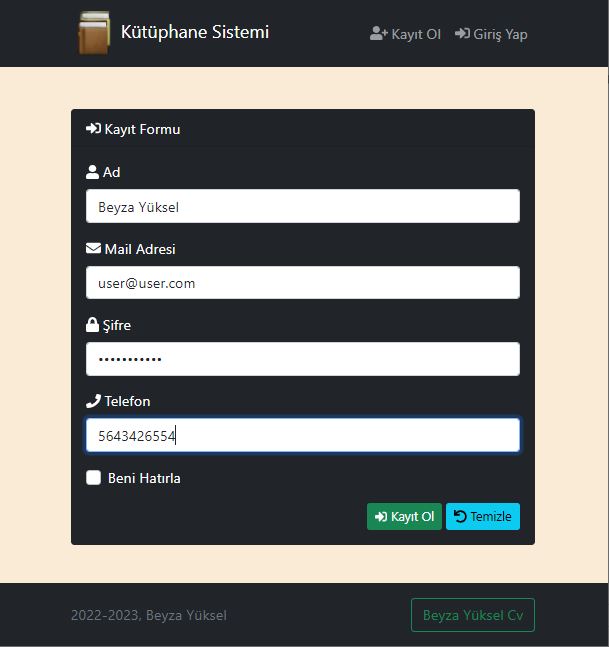 Kütüphane Sistemi
Kayıt Ol
Giriş Yap
Kayıt Formu
Ad
Beyza Yüksel
Mail Adresi
user@user.com
Şifre
•••••••••••
Telefon
5643426554
Beni Hatırla
Kayıt Ol
Temizle
2022-2023, Beyza Yüksel
Beyza Yüksel Cv